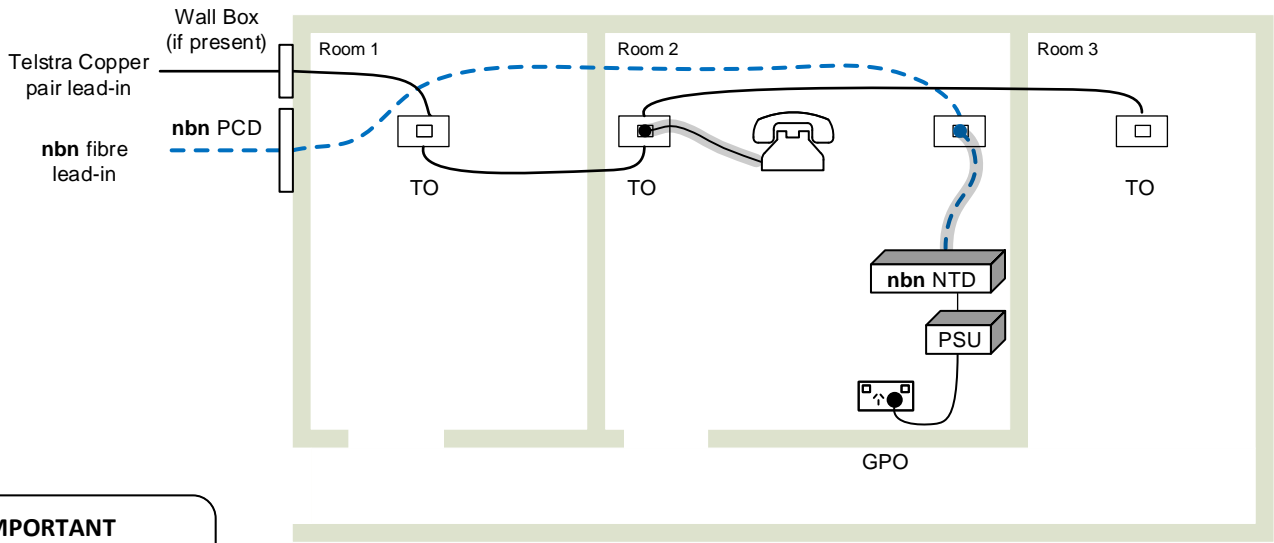 Wall Box
(if present)
Telstra Copper
pair lead-in
nbn PCD
nbn fibre
lead-in
Room 1
Room 2
Room 3
TO
TO
TO
nbn NTD
PSU
GPO
MPORTANT